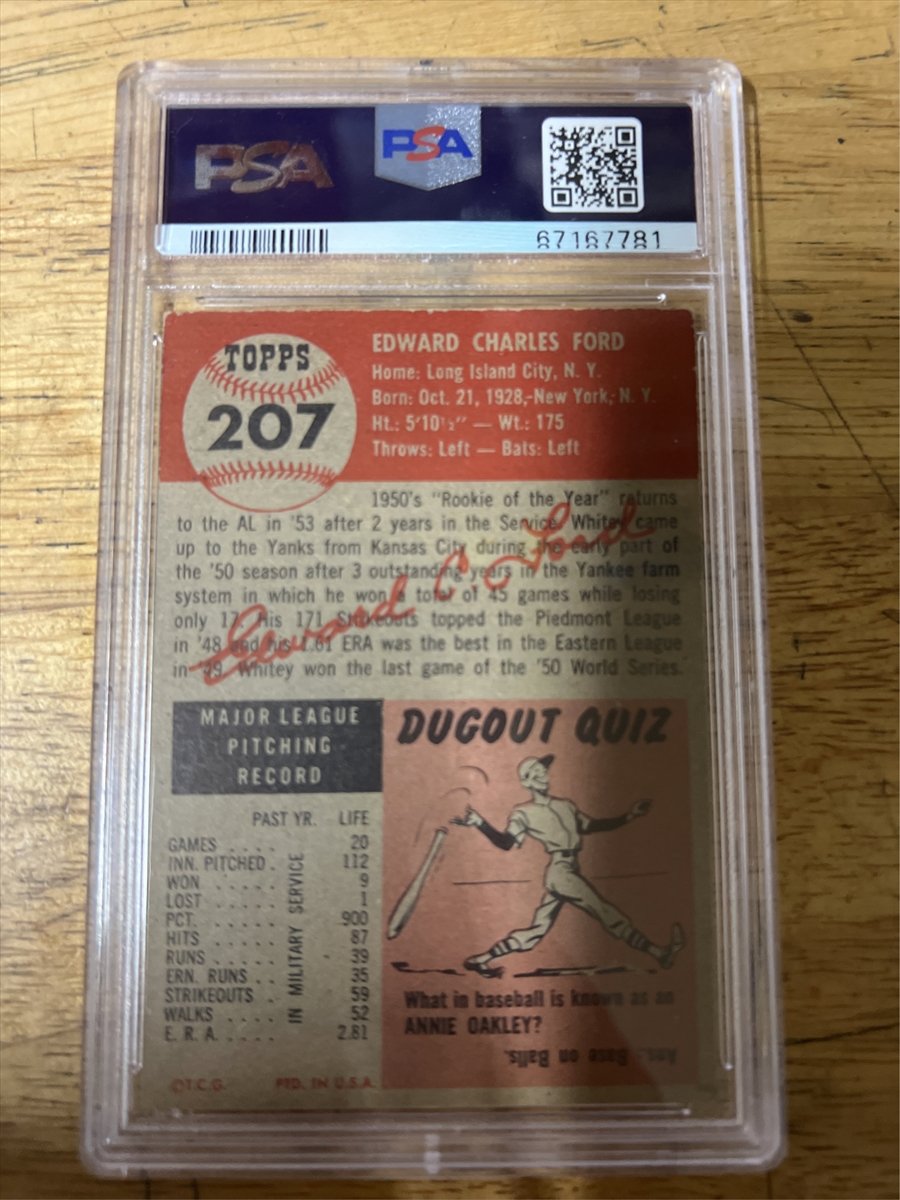 PSA PSA
67167781
TOPPS
207
EDWARD CHARLES FORD
Home: Long Island City, N. Y.
Born: Oct. 21, 1928,-New York, N. Y.
Ht.: 5'10½" — Wt.: 175
Throws: Left — Bats: Left
1950's "Rookie of the Year" returns
to the AL in '53 after 2 years in the Service. Whitey came
up to the Yanks from Kansas City during the early part of
the '50 season after 3 outstanding years in the Yankee farm
system in which he won a total of 45 games while losing
only 17. His 171 Strikeouts topped the Piedmont League
in '48 and his 1.61 ERA was the best in the Eastern League
in '49. Whitey won the last game of the '50 World Series.
Edward C. Ford
MAJOR LEAGUE
PITCHING
RECORD
PAST YR. LIFE
GAMES .... 20
INN. PITCHED . 112
WON ..... 9
LOST .... 1
PCT. ..... .900
HITS ..... 87
RUNS .... 39
ERN. RUNS .. 35
STRIKEOUTS . 59
WALKS .... 52
E. R. A. .... 2.81
IN MILITARY SERVICE
©T.C.G. PTD. IN U.S.A.
DUGOUT QUIZ
What in baseball is known as an
ANNIE OAKLEY?
Ans.: Base on Balls.